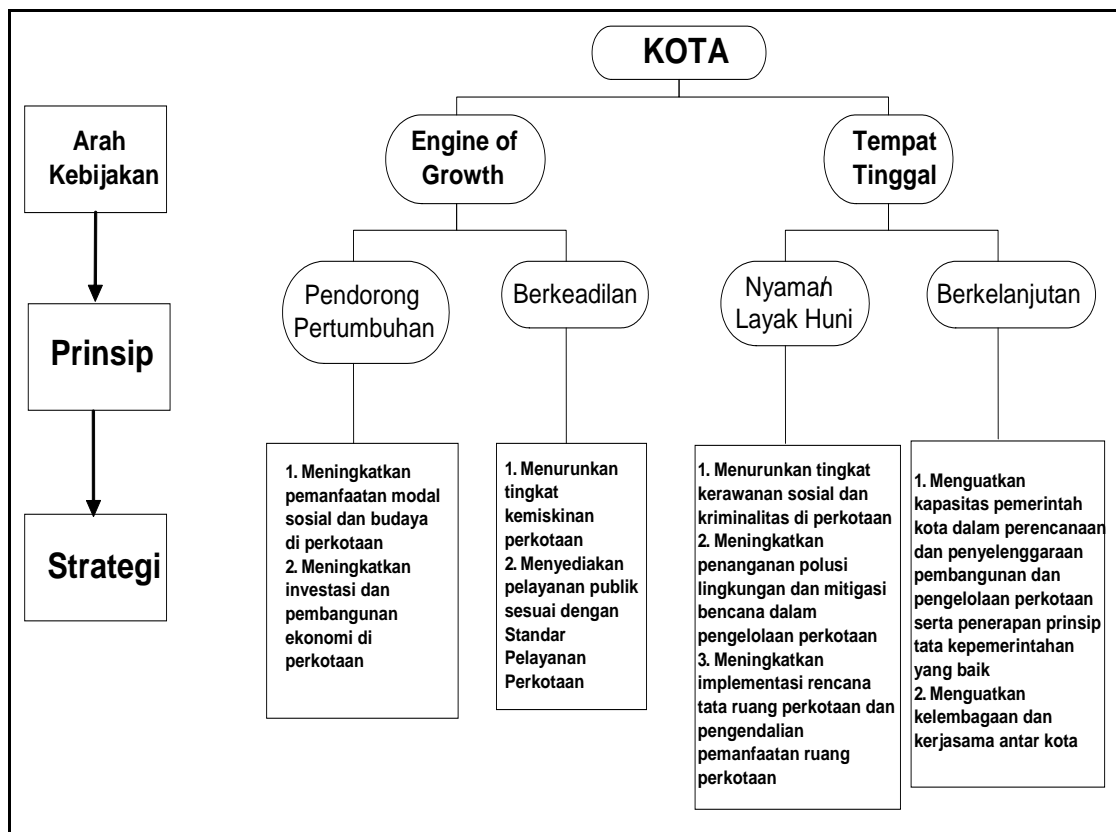 KOTA
Arah
Kebijakan
Engine of
Growth
Tempat
Tinggal
Prinsip
Pendorong
Pertumbuhan
Berkeadilan
Nyaman/
Layak Huni
Berkelanjutan
Strategi
1. Meningkatkan
pemanfaatan modal
sosial dan budaya
di perkotaan
2. Meningkatkan
investasi dan
pembangunan
ekonomi di
perkotaan
1. Menurunkan
tingkat
kemiskinan
perkotaan
2. Menyediakan
pelayanan publik
sesuai dengan
Standar
Pelayanan
Perkotaan
1. Menurunkan tingkat
kerawanan sosial dan
kriminalitas di perkotaan
2. Meningkatkan
penanganan polusi
lingkungan dan mitigasi
bencana dalam
pengelolaan perkotaan
3. Meningkatkan
implementasi rencana
tata ruang perkotaan dan
pengendalian
pemanfaatan ruang
perkotaan
1. Menguatkan
kapasitas pemerintah
kota dalam perencanaan
dan penyelenggaraan
pembangunan dan
pengelolaan perkotaan
serta penerapan prinsip
tata kepemerintahan
yang baik
2. Menguatkan
kelembagaan dan
kerjasama antar kota